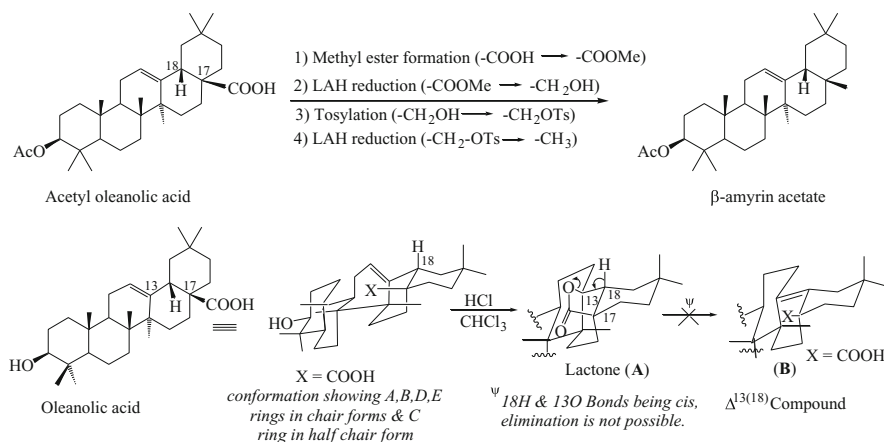 1) Methyl ester formation (-COOH → -COOMe)
2) LAH reduction (-COOMe → -CH2OH)
3) Tosylation (-CH2OH → -CH2OTs)
4) LAH reduction (-CH2-OTs → -CH3)
18
17
H
COOH
AcO
H
Acetyl oleanolic acid
H
AcO
H
β-amyrin acetate
13
17
H
COOH
HO
H
Oleanolic acid
H
18
X
HO
X = COOH
conformation showing A,B,D,E
rings in chair forms & C
ring in half chair form
HCl
CHCl3
H
O
13
18
O
17
Lactone (A)
ψ 18H & 13O Bonds being cis,
elimination is not possible.
ψ
X
(B)
X = COOH
Δ13(18) Compound